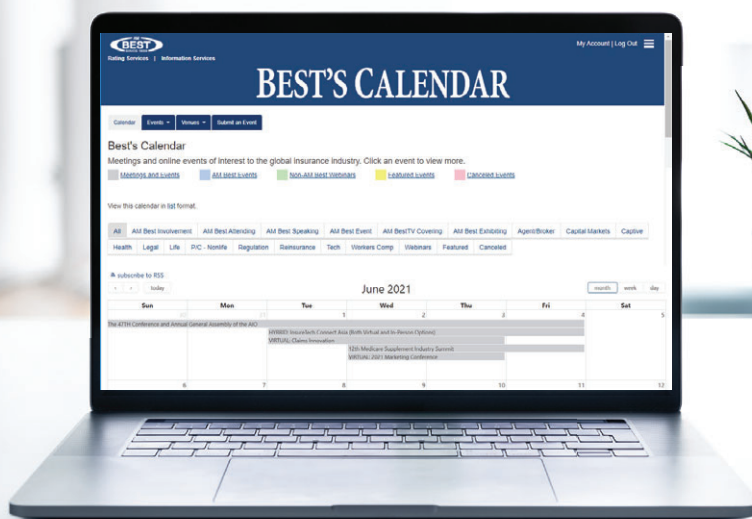 AM
BEST
SINCE 1899
Rating Services | Information Services
My Account | Log Out
BEST'S CALENDAR
Calendar Events Venues Submit an Event
Best's Calendar
Meetings and online events of interest to the global insurance industry. Click an event to view more.
Meetings and Events AM Best Events Non-AM Best Webinars Featured Events Canceled Events
View this calendar in list format.
All AM Best Involvement AM Best Attending AM Best Speaking AM Best Event AM BestTV Covering AM Best Exhibiting Agent/Broker Capital Markets Captive
Health Legal Life P/C - Nonlife Regulation Reinsurance Tech Workers Comp Webinars Featured Canceled
subscribe to RSS
< > today June 2021 month week day
Sun Mon Tue Wed Thu Fri Sat
30 31 1 2 3 4 5
The 47TH Conference and Annual General Assembly of the AIO
HYBRID: InsureTech Connect Asia (Both Virtual and In-Person Options)
VIRTUAL: Claims Innovation
13th Medicare Supplement Industry Summit
VIRTUAL: 2021 Marketing Conference
6 7 8 9 10 11 12